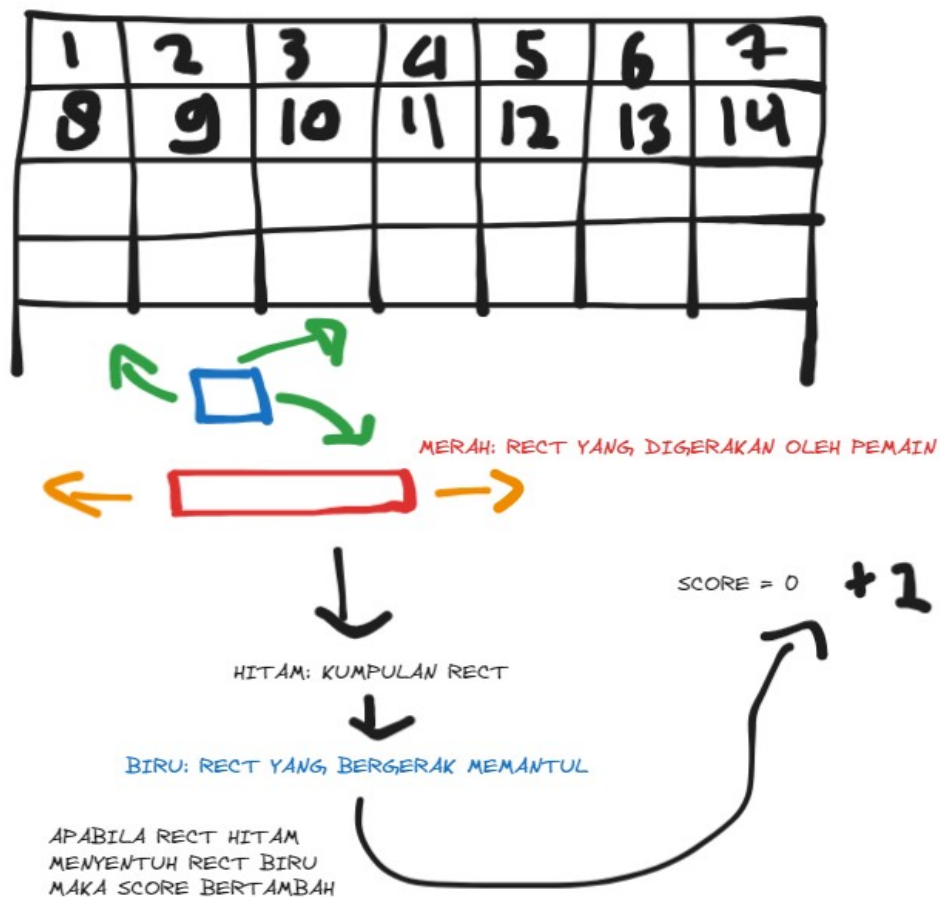 1 2 3 4 5 6 7
8 9 10 11 12 13 14
MERAH: RECT YANG DIGERAKAN OLEH PEMAIN
SCORE = 0 +1
HITAM: KUMPULAN RECT
BIRU: RECT YANG BERGERAK MEMANTUL
APABILA RECT HITAM
MENYENTUH RECT BIRU
MAKA SCORE BERTAMBAH